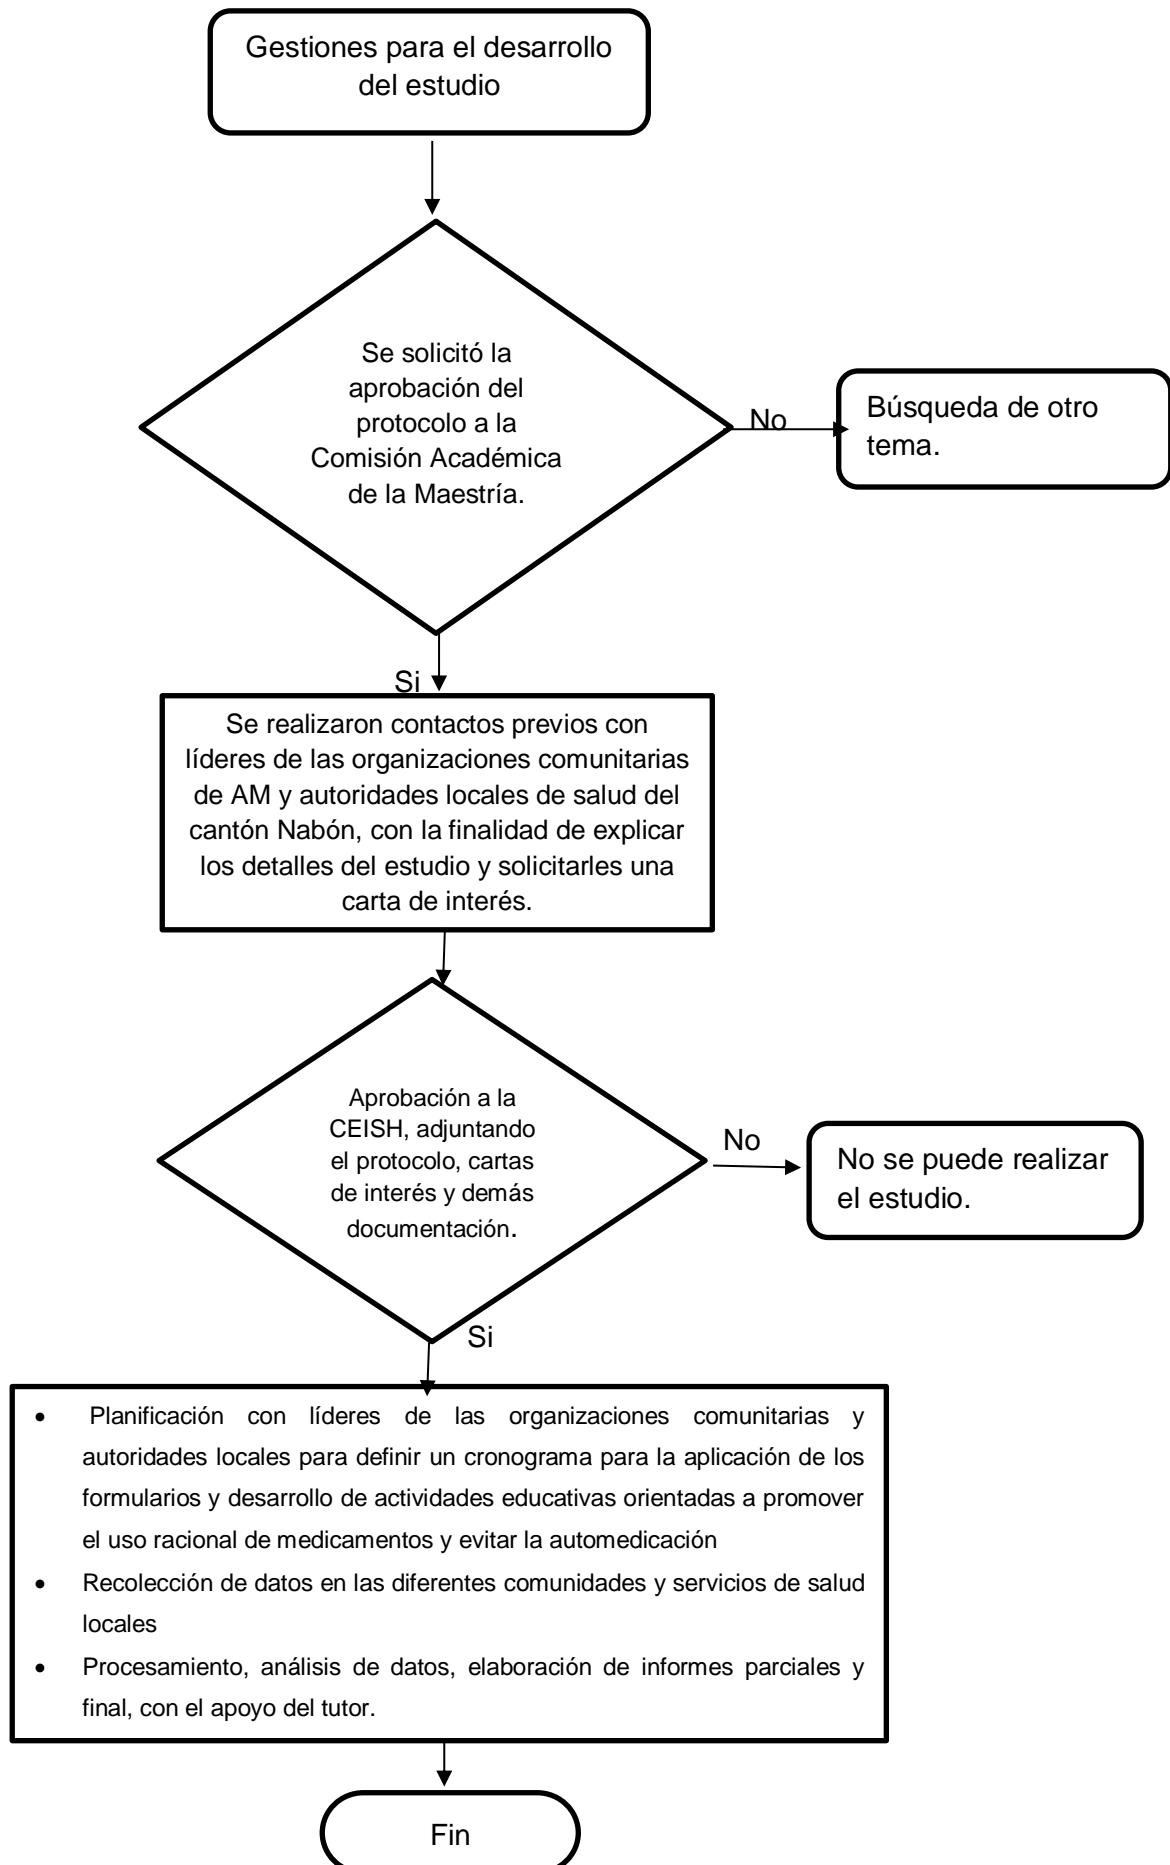 Gestiones para el desarrollo
del estudio
Se solicitó la
aprobación del
protocolo a la
Comisión Académica
de la Maestría.
No
Búsqueda de otro
tema.
Si
Se realizaron contactos previos con
líderes de las organizaciones comunitarias
de AM y autoridades locales de salud del
cantón Nabón, con la finalidad de explicar
los detalles del estudio y solicitarles una
carta de interés.
Aprobación a la
CEISH, adjuntando
el protocolo, cartas
de interés y demás
documentación.
No
No se puede realizar
el estudio.
Si
• Planificación con líderes de las organizaciones comunitarias y
autoridades locales para definir un cronograma para la aplicación de los
formularios y desarrollo de actividades educativas orientadas a promover
el uso racional de medicamentos y evitar la automedicación
• Recolección de datos en las diferentes comunidades y servicios de salud
locales
• Procesamiento, análisis de datos, elaboración de informes parciales y
final, con el apoyo del tutor.
Fin